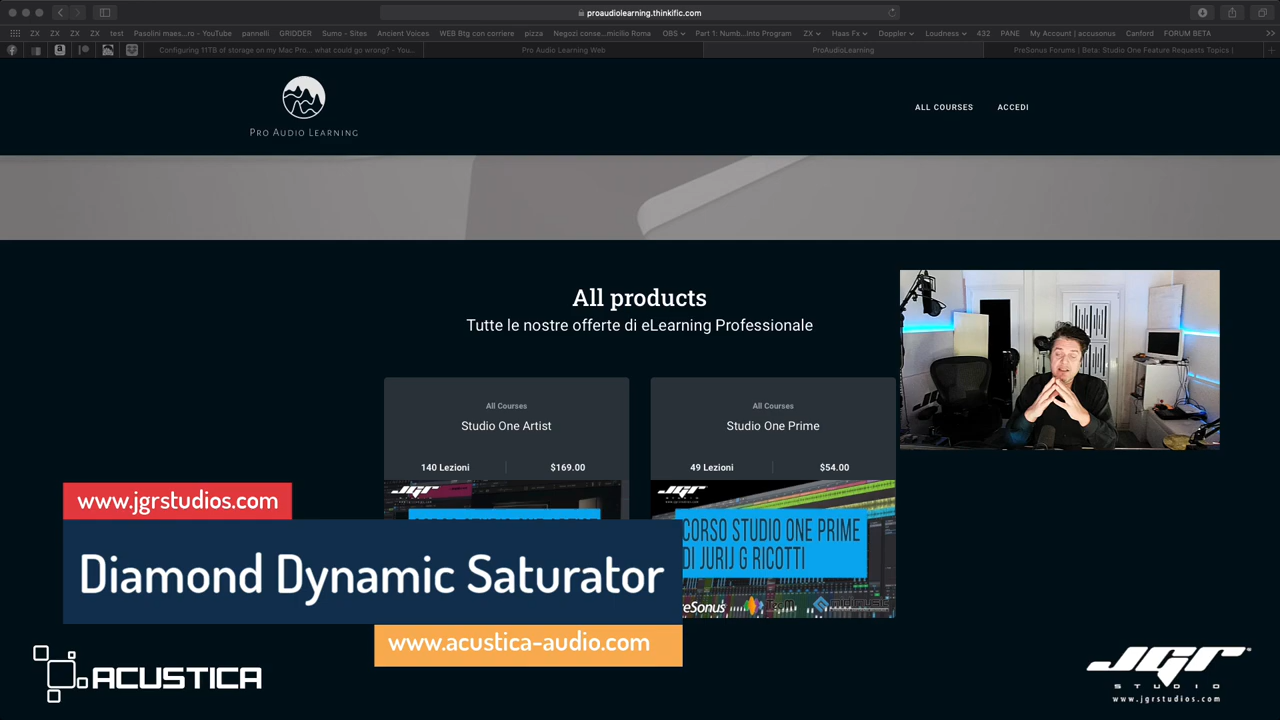 proaudiolearning.thinkific.com
ZX ZX ZX ZX test Pasolini maes...ro - YouTube pannelli GRIDDER Sumo - Sites Ancient Voices WEB Btg con corriere pizza Negozi conse...micilio Roma OBS Part 1: Numb...Into Program ZX Haas Fx Doppler Loudness 432 PANE My Account | accusonus Canford FORUM BETA
Configuring 11TB of storage on my Mac Pro... what could go wrong? - You... Pro Audio Learning Web ProAudioLearning PreSonus Forums | Beta: Studio One Feature Requests Topics |
PRO AUDIO LEARNING
ALL COURSES ACCEDI
All products
Tutte le nostre offerte di eLearning Professionale
All Courses
Studio One Artist
140 Lezioni $169.00
All Courses
Studio One Prime
49 Lezioni $54.00
JGR
JGR
CORSO STUDIO ONE PRIME
DI JURIJ G RICOTTI
reSonus
www.jgrstudios.com
Diamond Dynamic Saturator
www.acustica-audio.com
ACUSTICA
JGR
STUDIO
www.jgrstudios.com